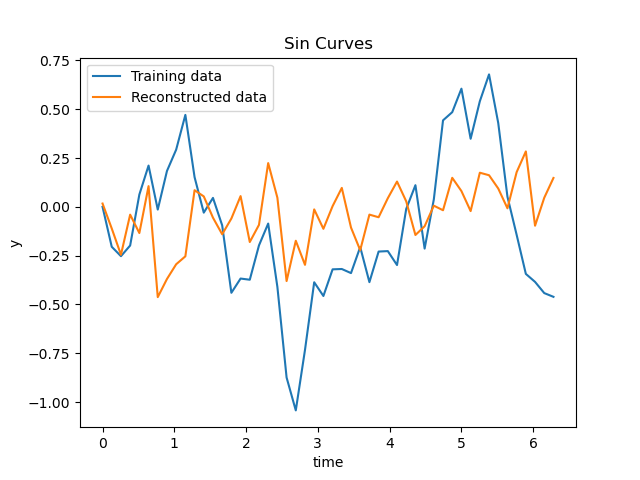 Sin Curves
Training data
Reconstructed data
0.75
0.50
0.25
0.00
−0.25
−0.50
−0.75
−1.00
y
0 1 2 3 4 5 6
time